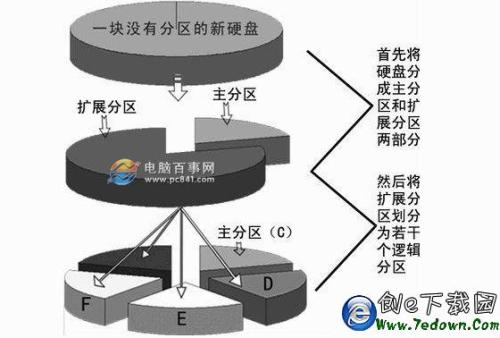 一块没有分区的新硬盘
扩展分区
主分区
电脑百事网
www.pc841.com
主分区（C）
F
E
D
首先将
硬盘分
成主分
区和扩
展分区
两部分
然后将
扩展分
区划分
为若干
个逻辑
分区
创e下载园
Www.7edown.Com